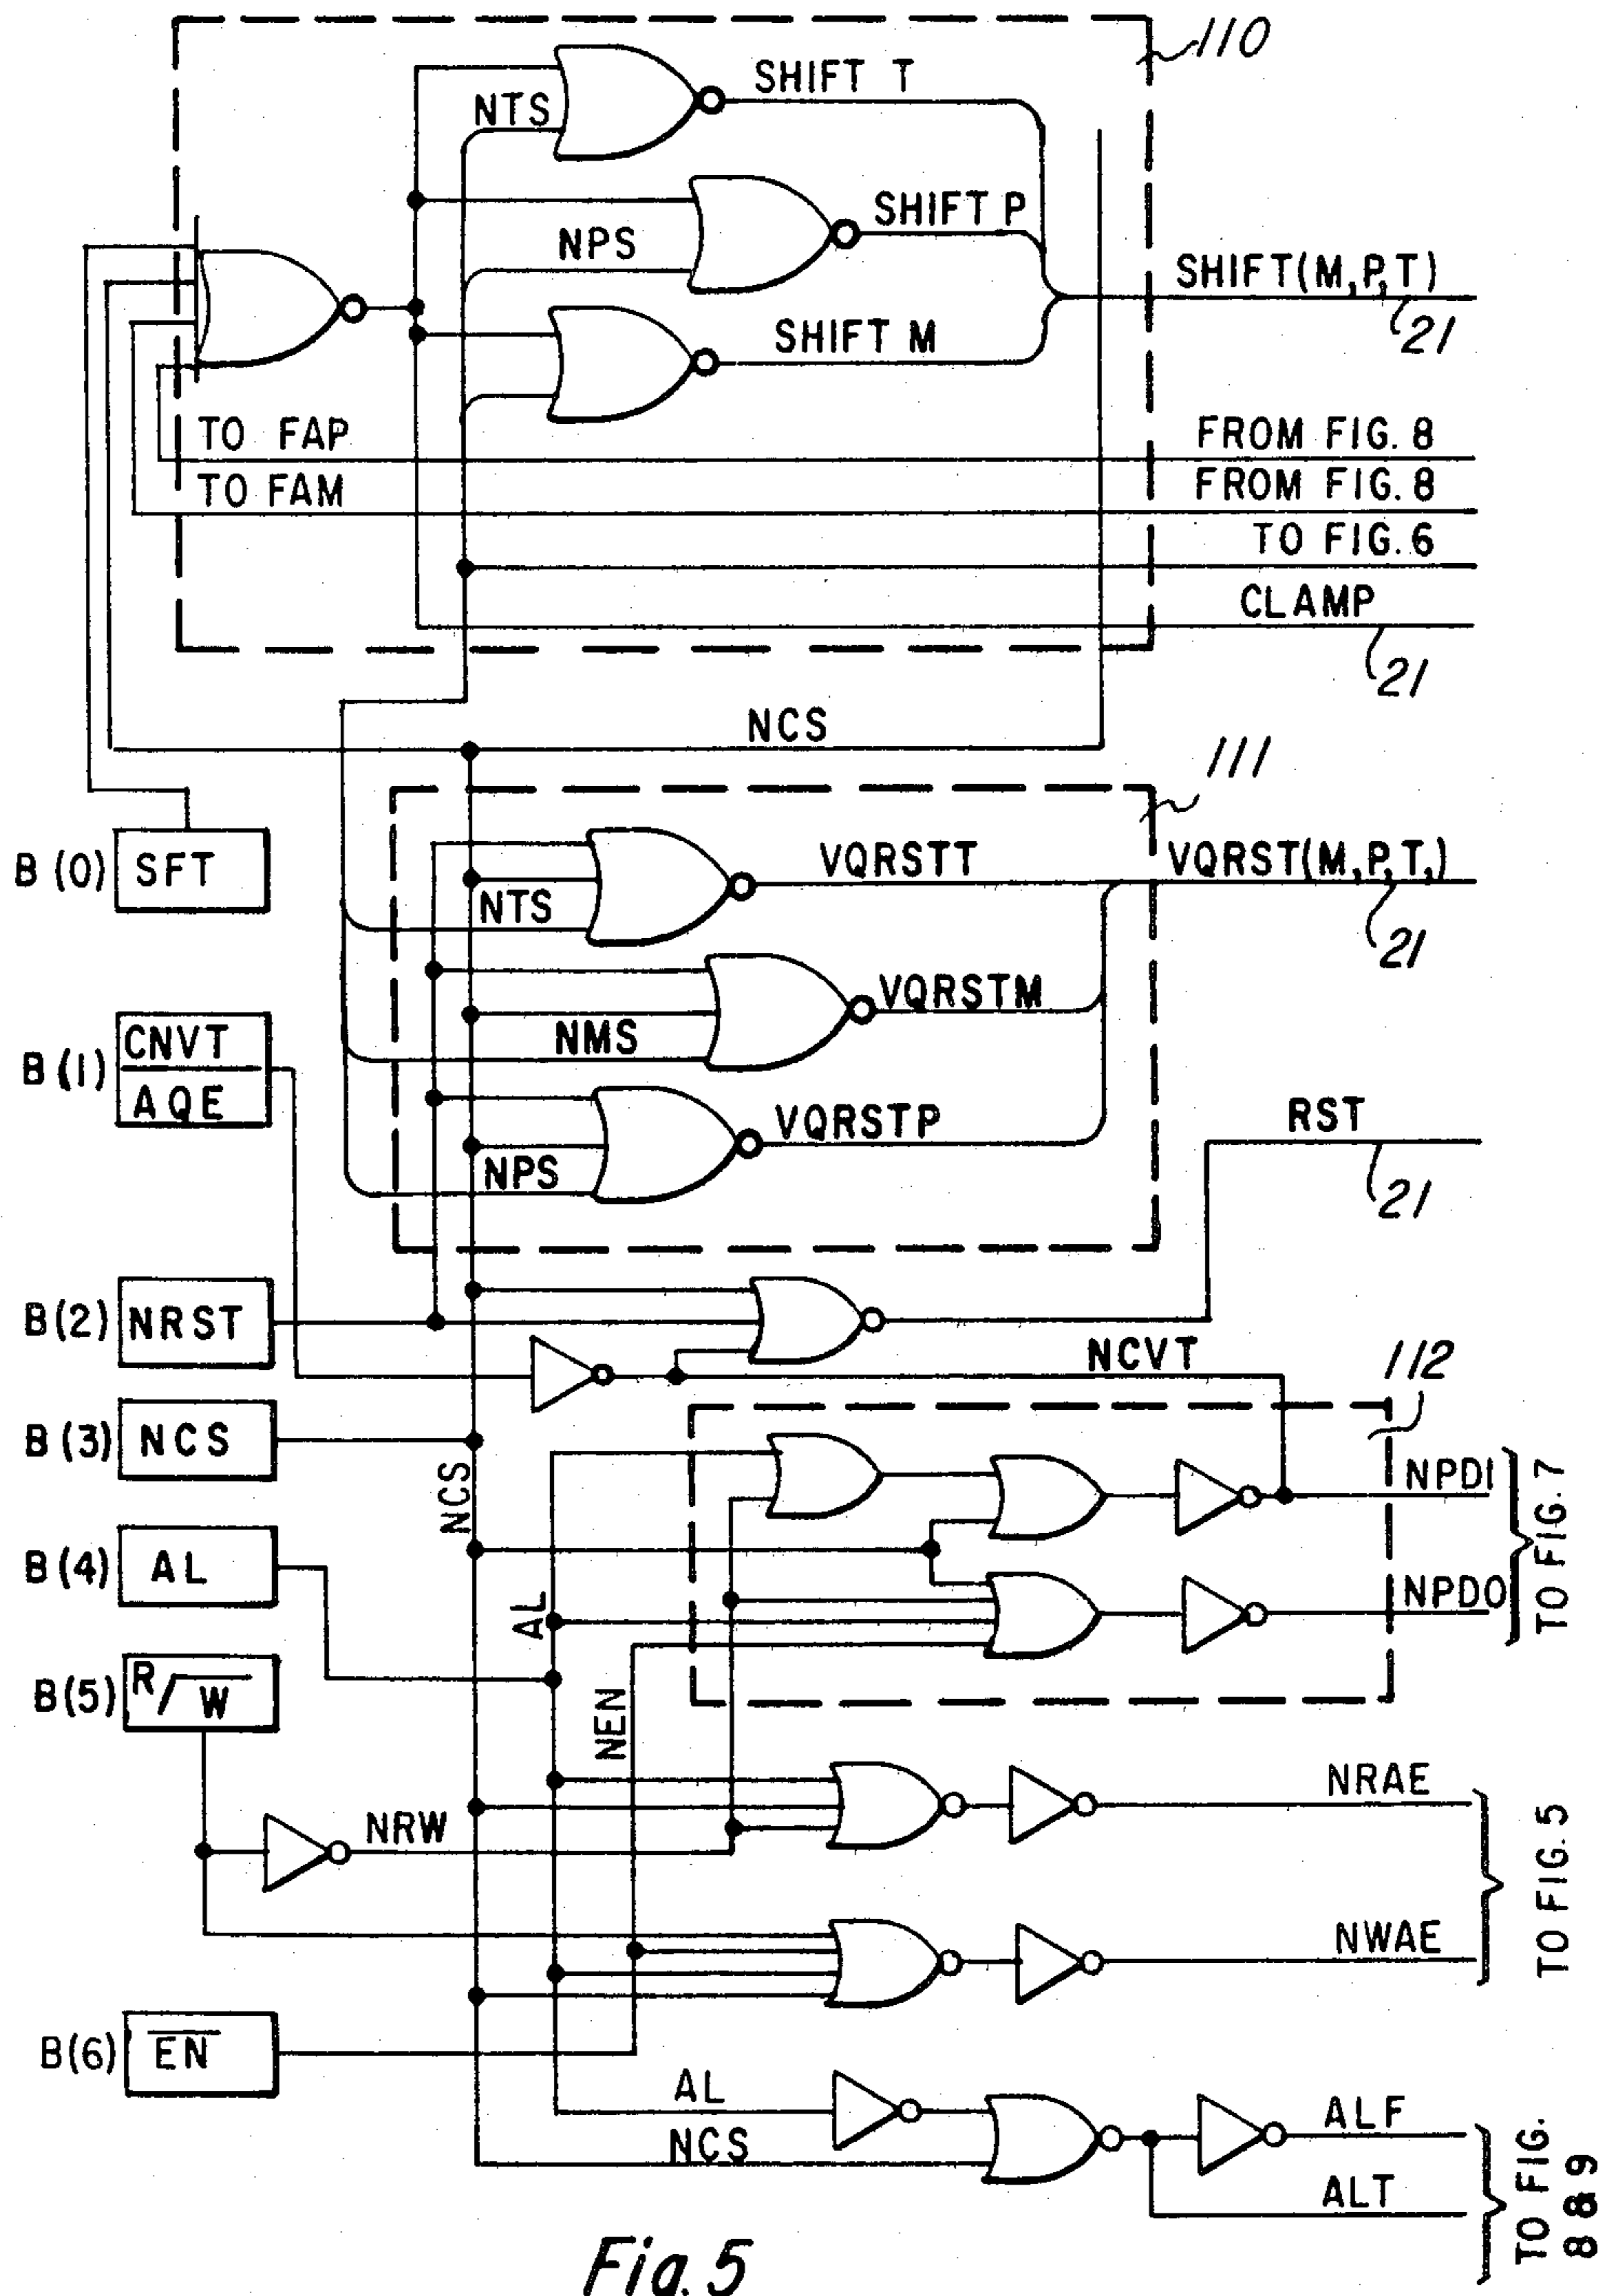 110
SHIFT T
NTS
SHIFT P
NPS
SHIFT(M,P,T)
21
SHIFT M
TO FAP
FROM FIG. 8
TO FAM
FROM FIG. 8
TO FIG. 6
CLAMP
21
NCS
111
B(0)
SFT
VQRSTT
VQRST(M,P,T,)
NTS
21
VQRSTM
NMS
B(1)
CNVT
AQE
VQRSTP
NPS
RST
21
B(2)
NRST
NCVT
112
B(3)
NCS
NCS
NPDI
TO FIG. 7
B(4)
AL
AL
NPDO
B(5)
R/W
NEN
NRAE
NRW
TO FIG. 5
NWAE
B(6)
EN
AL
ALF
NCS
ALT
TO FIG.
8 & 9
Fig. 5